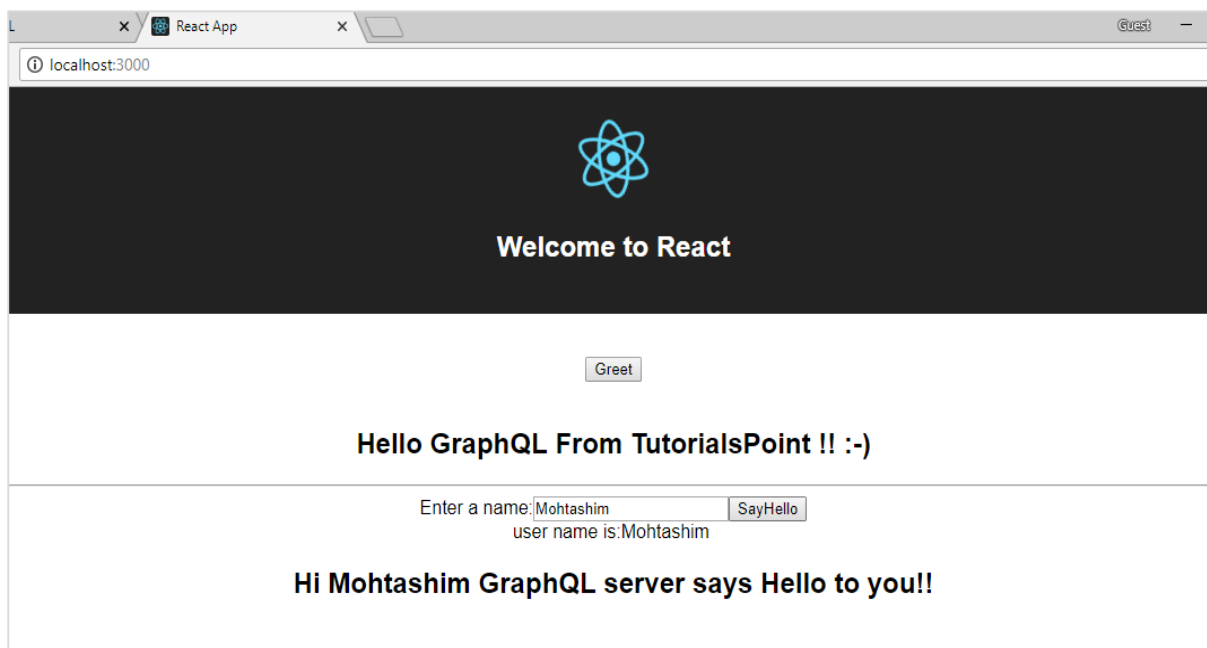 L
React App
Guest
localhost:3000
Welcome to React
Greet
Hello GraphQL From TutorialsPoint !! :-)
Enter a name:Mohtashim SayHello
user name is:Mohtashim
Hi Mohtashim GraphQL server says Hello to you!!